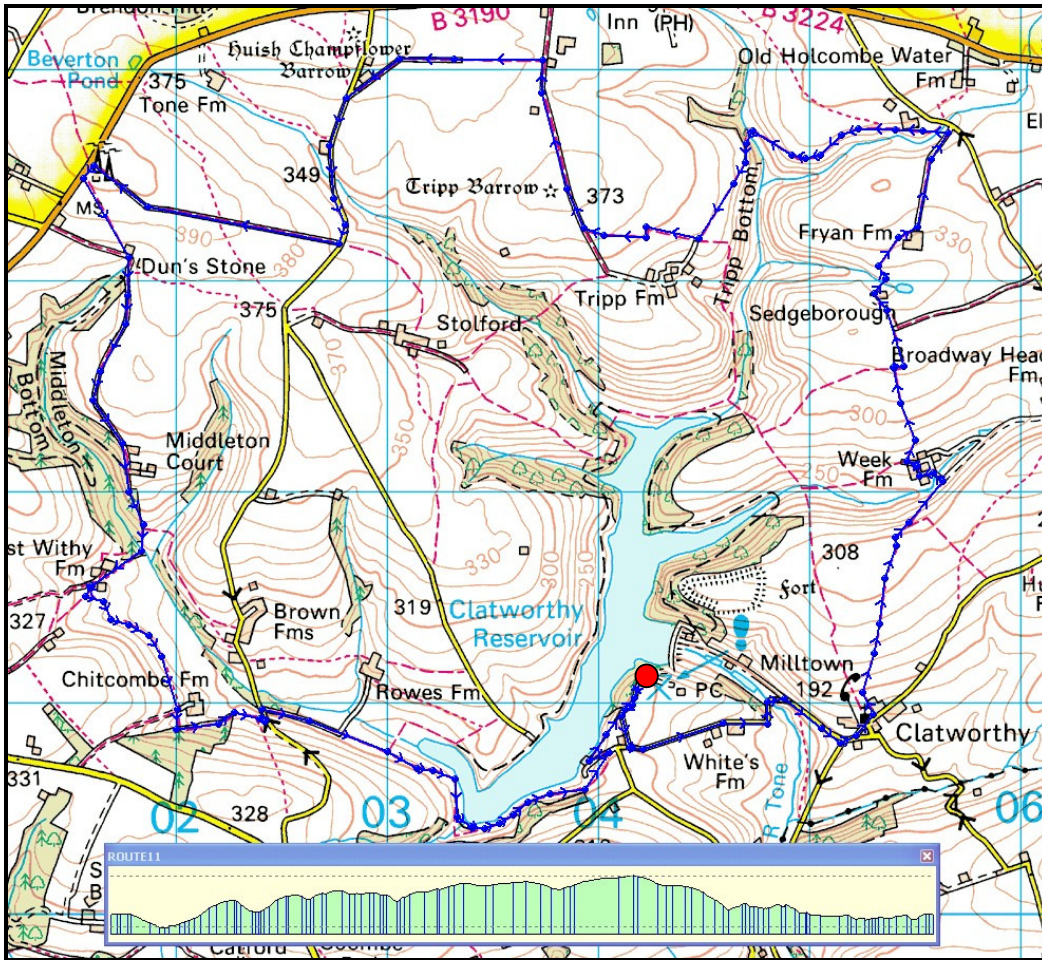 B 3190
B 3224
Inn (PH)
Huish Champflower
Barrow
Beverton
Pond
375
Tone Fm
Old Holcombe Water
Fm
349
Tripp Barrow
373
MS
390
380
Dun's Stone
Tripp Bottom
Fryan Fm
330
Tripp Fm
Sedgeborough
375
Stolford
370
Broadway Head
Fm
Middleton
Bottom
350
300
Middleton
Court
Week
Fm
250
st Withy
Fm
330
300
250
308
Fort
327
Brown
Fms
319
Clatworthy
Reservoir
Milltown
Chitcombe Fm
Rowes Fm
PC
192
Clatworthy
White's
Fm
R Tone
331
02
328
03
04
06
ROUTE11